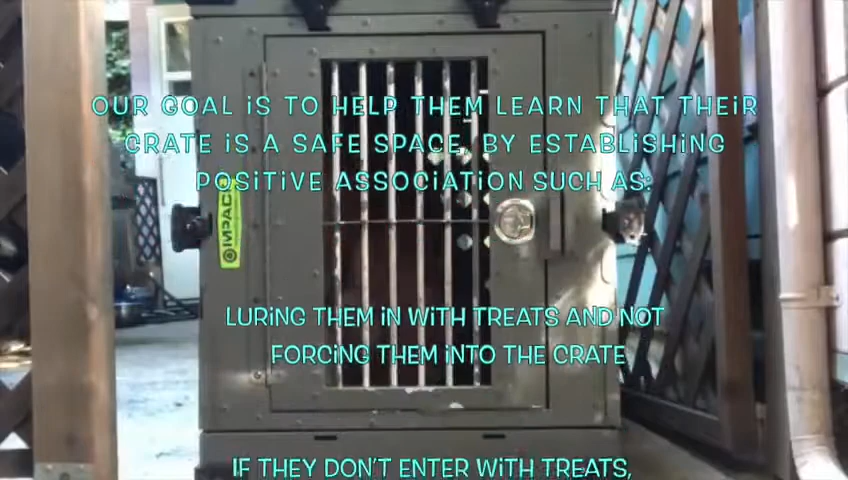 OUR GOAL IS TO HELP THEM LEARN THAT THEIR
CRATE IS A SAFE SPACE, BY ESTABLISHING
POSITIVE ASSOCIATION SUCH AS:
IMPACT
LURING THEM IN WITH TREATS AND NOT
FORCING THEM INTO THE CRATE
IF THEY DON'T ENTER WITH TREATS,